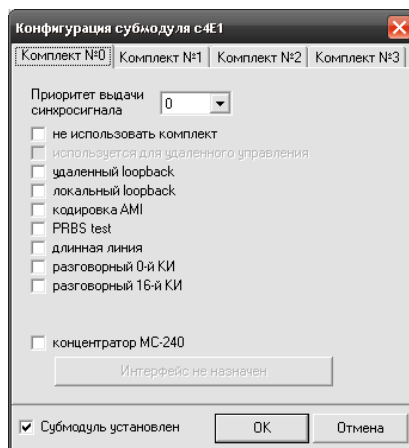 Конфигурация субмодуля c4E1
Комплект №0 Комплект №1 Комплект №2 Комплект №3
Приоритет выдачи
синхросигнала 0
не использовать комплект
используется для удаленного управления
удаленный loopback
локальный loopback
кодировка AMI
PRBS test
длинная линия
разговорный 0-й КИ
разговорный 16-й КИ
концентратор МС-240
Интерфейс не назначен
Субмодуль установлен OK Отмена